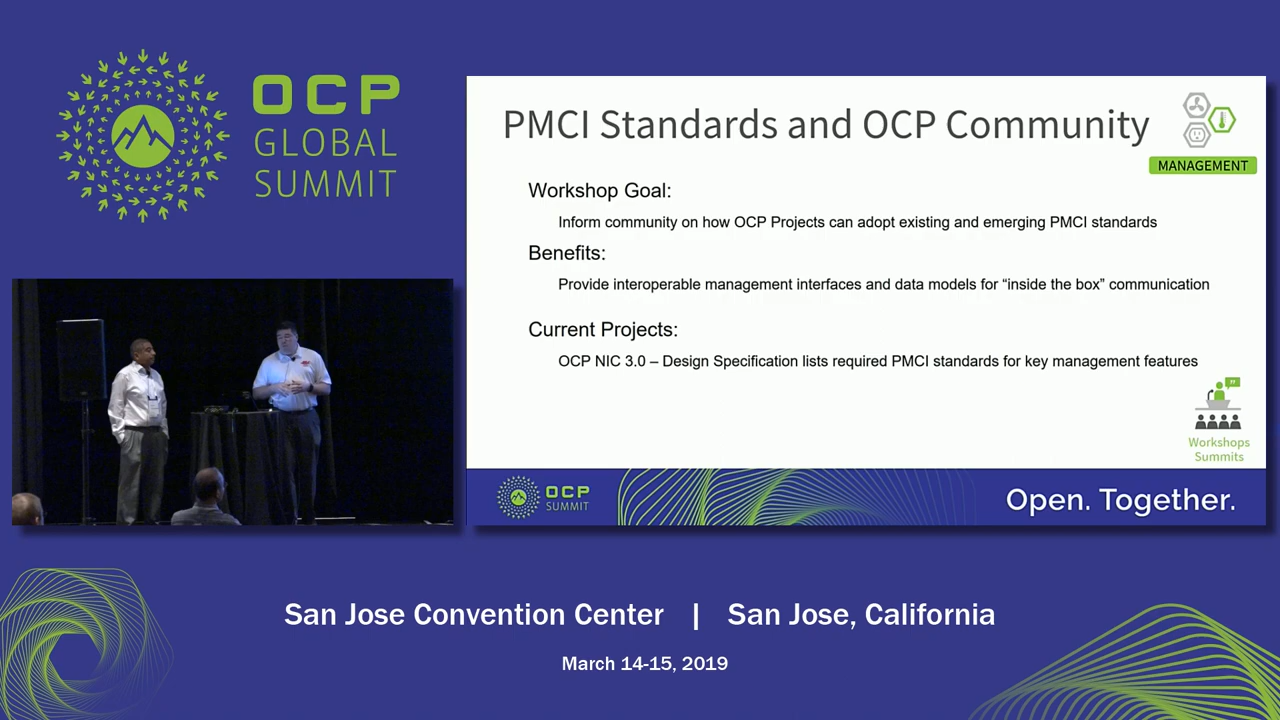 OCP
GLOBAL
SUMMIT
PMCI Standards and OCP Community
MANAGEMENT
Workshop Goal:
Inform community on how OCP Projects can adopt existing and emerging PMCI standards
Benefits:
Provide interoperable management interfaces and data models for “inside the box” communication
Current Projects:
OCP NIC 3.0 – Design Specification lists required PMCI standards for key management features
Workshops
Summits
OCP
SUMMIT
Open. Together.
San Jose Convention Center | San Jose, California
March 14-15, 2019